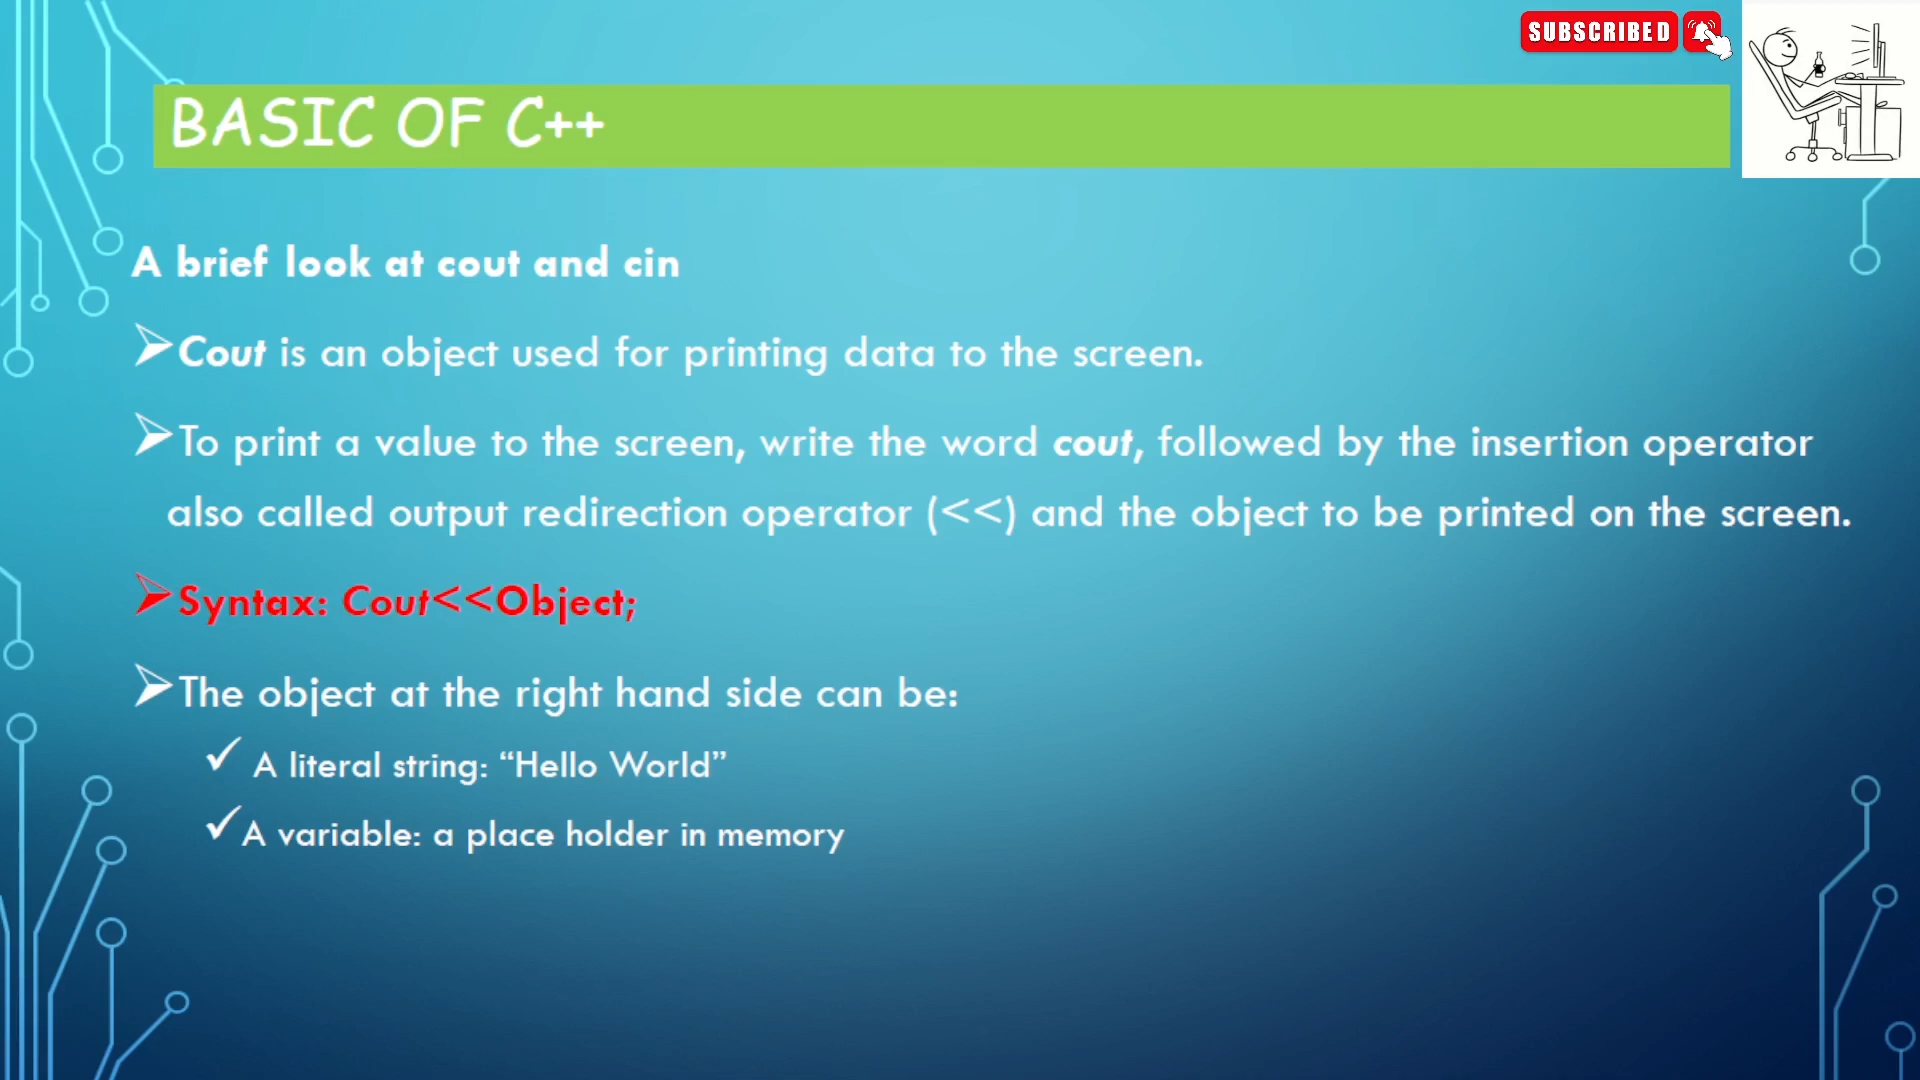 SUBSCRIBED
BASIC OF C++
A brief look at cout and cin
Cout is an object used for printing data to the screen.
To print a value to the screen, write the word cout, followed by the insertion operator
also called output redirection operator (<<) and the object to be printed on the screen.
Syntax: Cout<<Object;
The object at the right hand side can be:
A literal string: “Hello World”
A variable: a place holder in memory